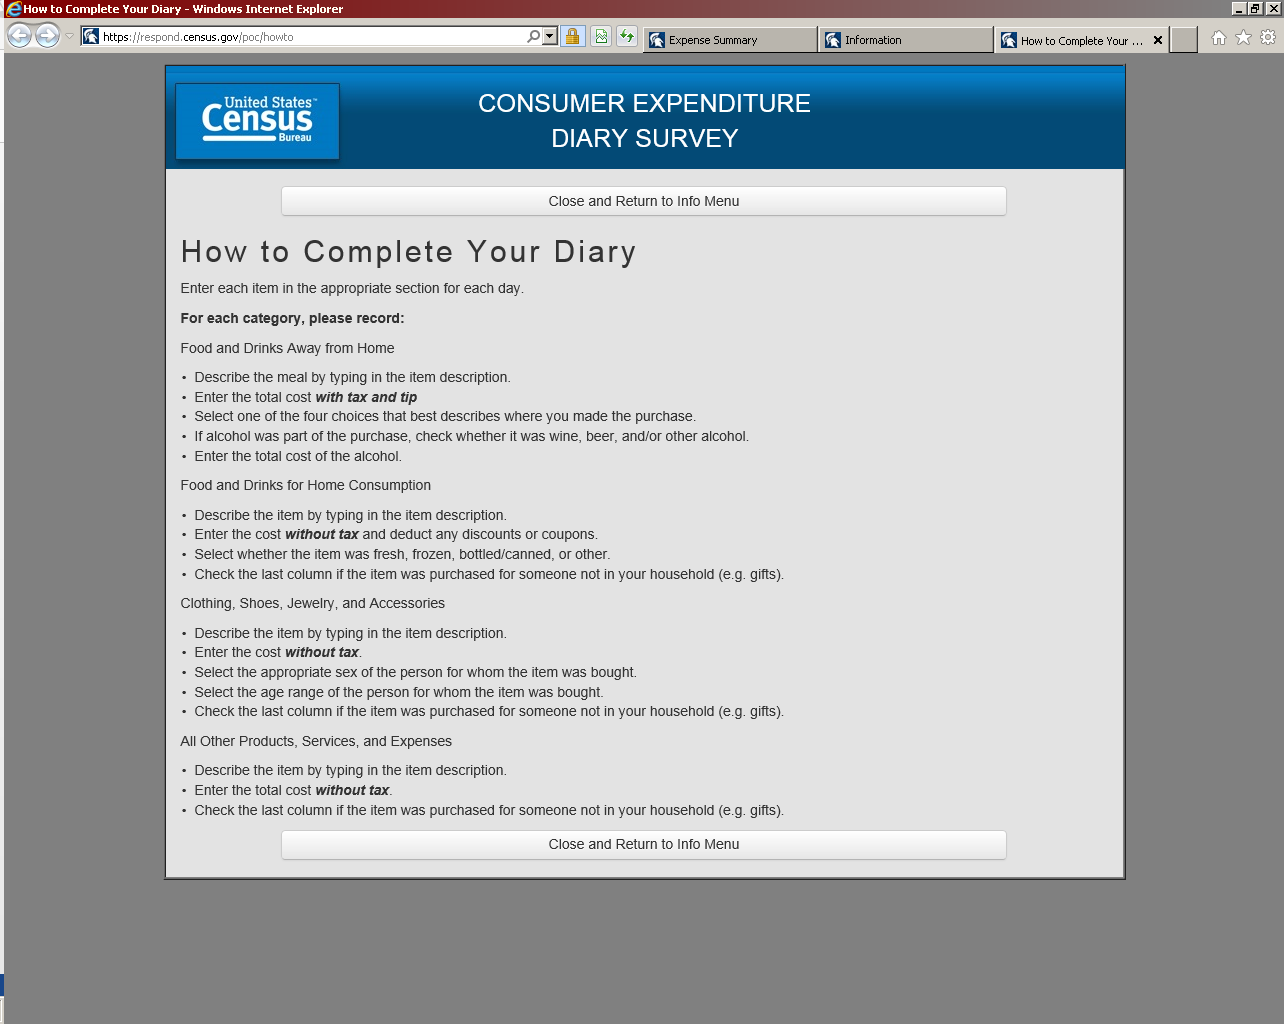 How to Complete Your Diary - Windows Internet Explorer
https://respond.census.gov/poc/howto
Expense Summary
Information
How to Complete Your ...
United States™
Census
Bureau
CONSUMER EXPENDITURE
DIARY SURVEY
Close and Return to Info Menu
How to Complete Your Diary
Enter each item in the appropriate section for each day.
For each category, please record:
Food and Drinks Away from Home
• Describe the meal by typing in the item description.
• Enter the total cost with tax and tip
• Select one of the four choices that best describes where you made the purchase.
• If alcohol was part of the purchase, check whether it was wine, beer, and/or other alcohol.
• Enter the total cost of the alcohol.
Food and Drinks for Home Consumption
• Describe the item by typing in the item description.
• Enter the cost without tax and deduct any discounts or coupons.
• Select whether the item was fresh, frozen, bottled/canned, or other.
• Check the last column if the item was purchased for someone not in your household (e.g. gifts).
Clothing, Shoes, Jewelry, and Accessories
• Describe the item by typing in the item description.
• Enter the cost without tax.
• Select the appropriate sex of the person for whom the item was bought.
• Select the age range of the person for whom the item was bought.
• Check the last column if the item was purchased for someone not in your household (e.g. gifts).
All Other Products, Services, and Expenses
• Describe the item by typing in the item description.
• Enter the total cost without tax.
• Check the last column if the item was purchased for someone not in your household (e.g. gifts).
Close and Return to Info Menu